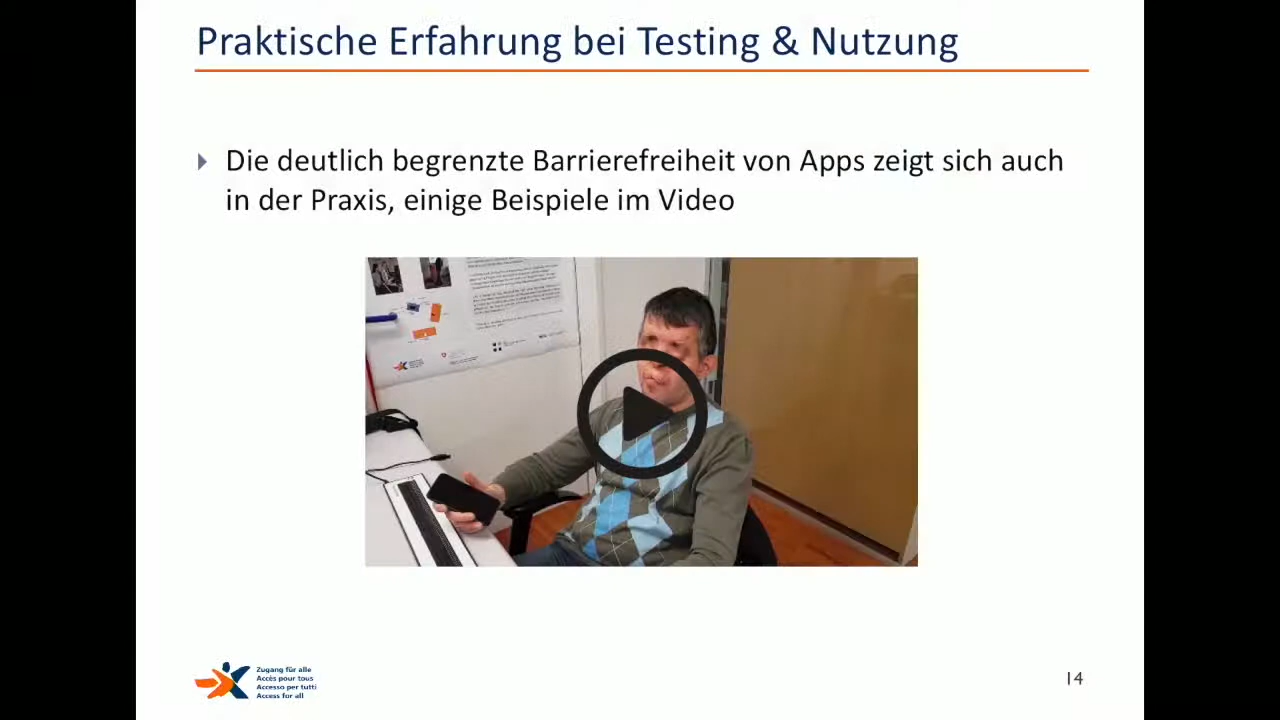 Praktische Erfahrung bei Testing & Nutzung
Die deutlich begrenzte Barrierefreiheit von Apps zeigt sich auch
in der Praxis, einige Beispiele im Video
Zugang für alle
Accès pour tous
Accesso per tutti
Access for all
14